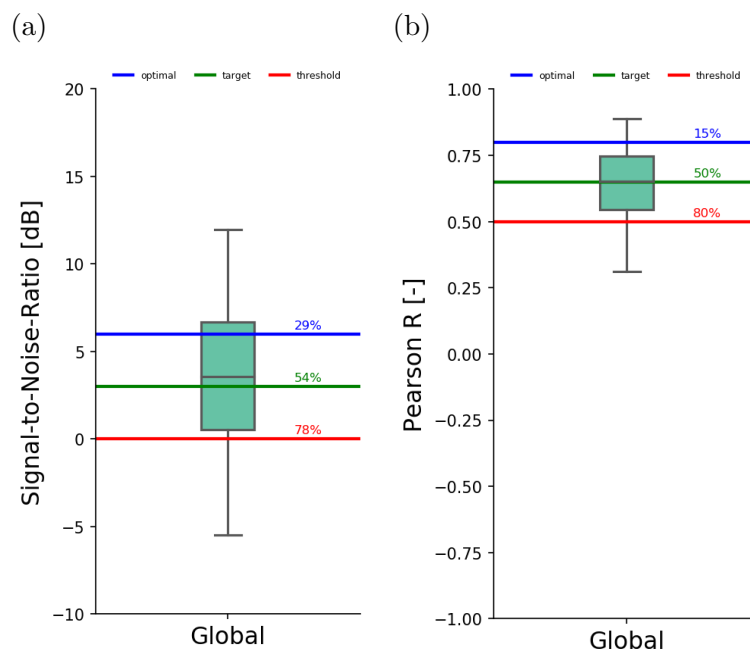 (a)
optimal target threshold
Signal-to-Noise-Ratio [dB]
20
15
10
5
0
−5
−10
29%
54%
78%
Global
(b)
optimal target threshold
Pearson R [-]
1.00
0.75
0.50
0.25
0.00
−0.25
−0.50
−0.75
−1.00
15%
50%
80%
Global